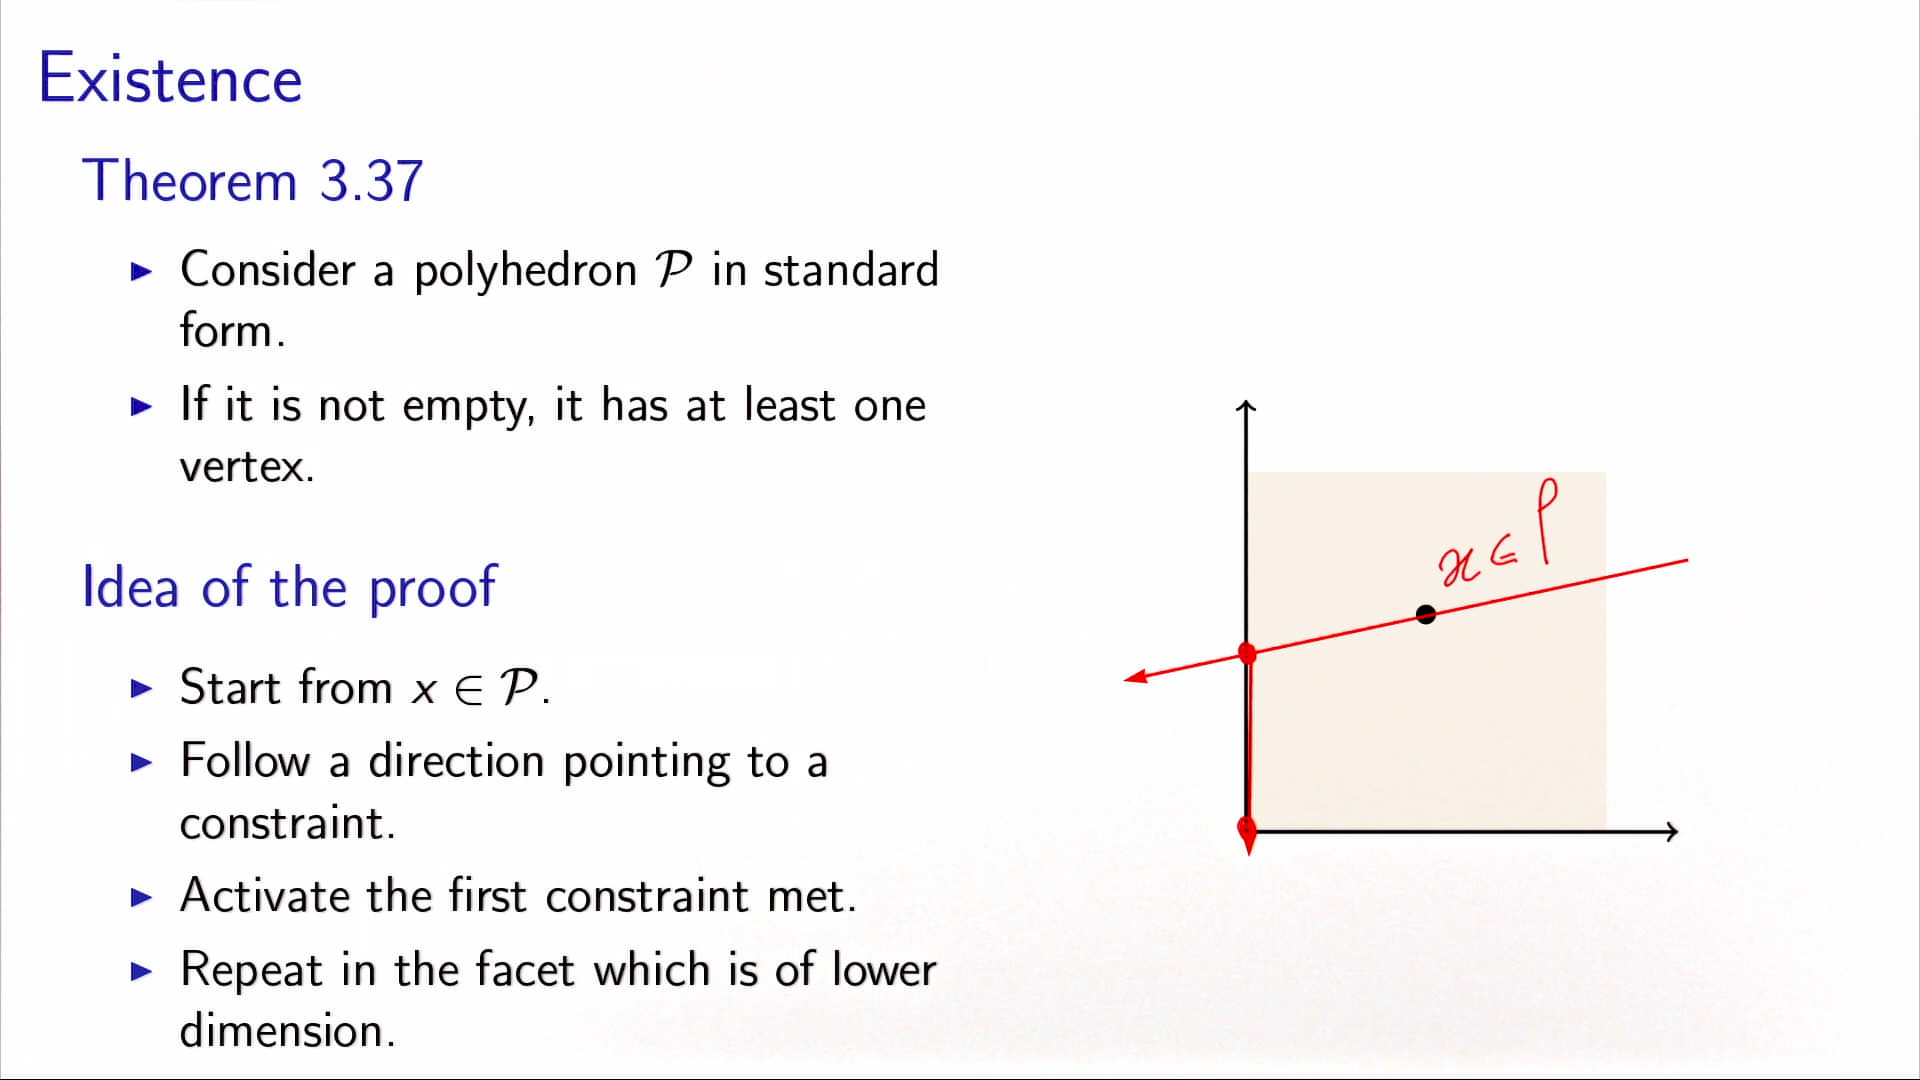 Existence
Theorem 3.37
▶ Consider a polyhedron 𝒫 in standard
form.
▶ If it is not empty, it has at least one
vertex.
Idea of the proof
▶ Start from x ∈ 𝒫.
▶ Follow a direction pointing to a
constraint.
▶ Activate the first constraint met.
▶ Repeat in the facet which is of lower
dimension.
x ∈ P